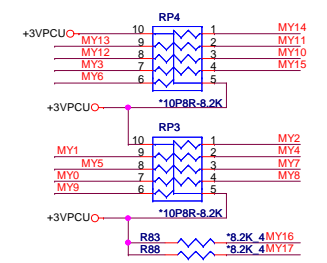 RP4
+3VPCU 10 1 MY14
MY13 9 2 MY11
MY12 8 3 MY10
MY3 7 4 MY15
MY6 6 5
+3VPCU *10P8R-8.2K
RP3
10 1 MY2
MY1 9 2 MY4
MY5 8 3 MY7
MY0 7 4 MY8
MY9 6 5
+3VPCU *10P8R-8.2K
R83 *8.2K_4 MY16
R88 *8.2K_4 MY17